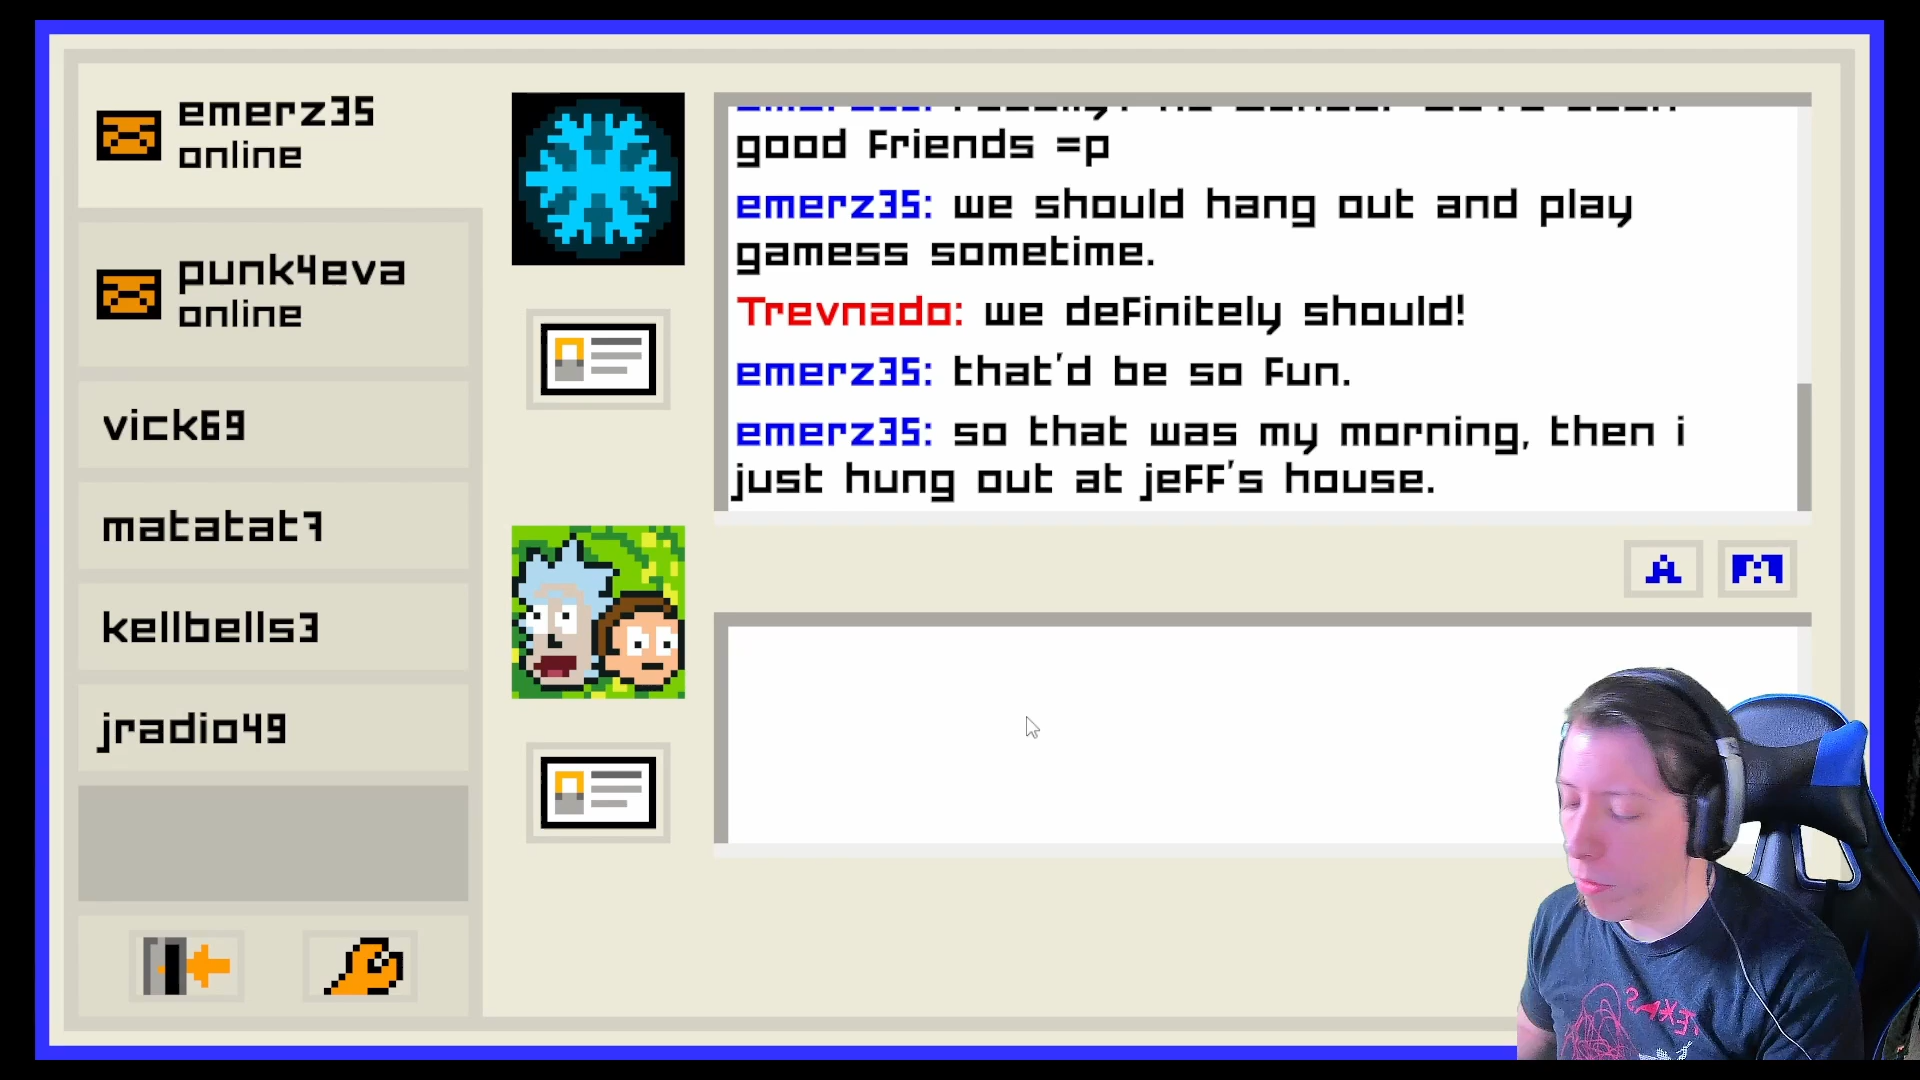 emerz35
online
punk4eva
online
vick69
matatat7
kellbells3
jradio49
good friends =p
emerz35: we should hang out and play
gamess sometime.
Trevnado: we definitely should!
emerz35: that'd be so fun.
emerz35: so that was my morning, then i
just hung out at jeff's house.
A M